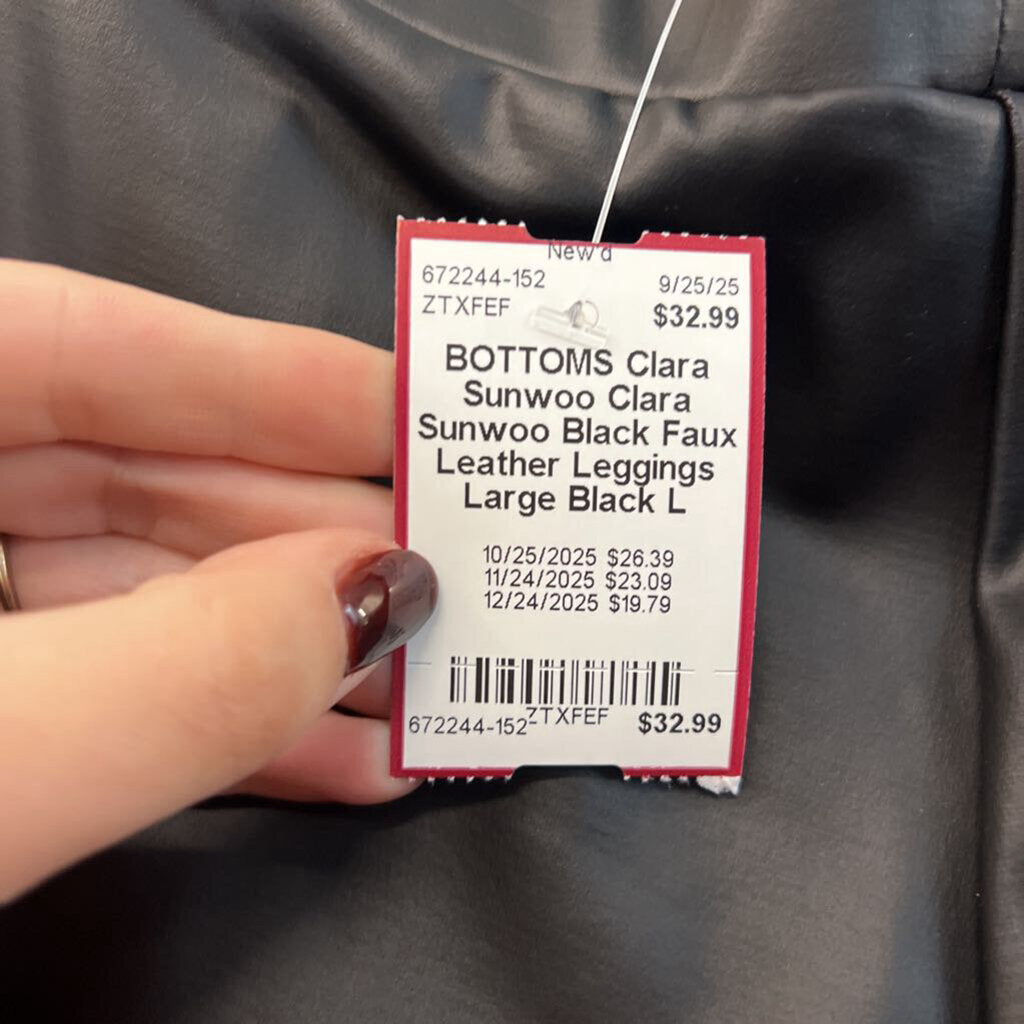 New'd
672244-152 9/25/25
ZTXFEF $32.99
BOTTOMS Clara
Sunwoo Clara
Sunwoo Black Faux
Leather Leggings
Large Black L
10/25/2025 $26.39
11/24/2025 $23.09
12/24/2025 $19.79
672244-152 ZTXFEF $32.99